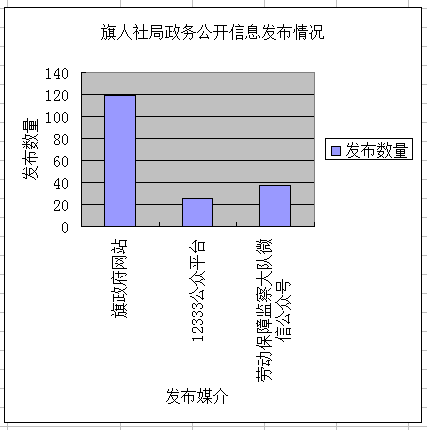 旗人社局政务公开信息发布情况
发布数量
140
120
100
80
60
40
20
0
旗政府网站
12333公众平台
劳动保障监察大队微
信公众号
发布媒介
发布数量